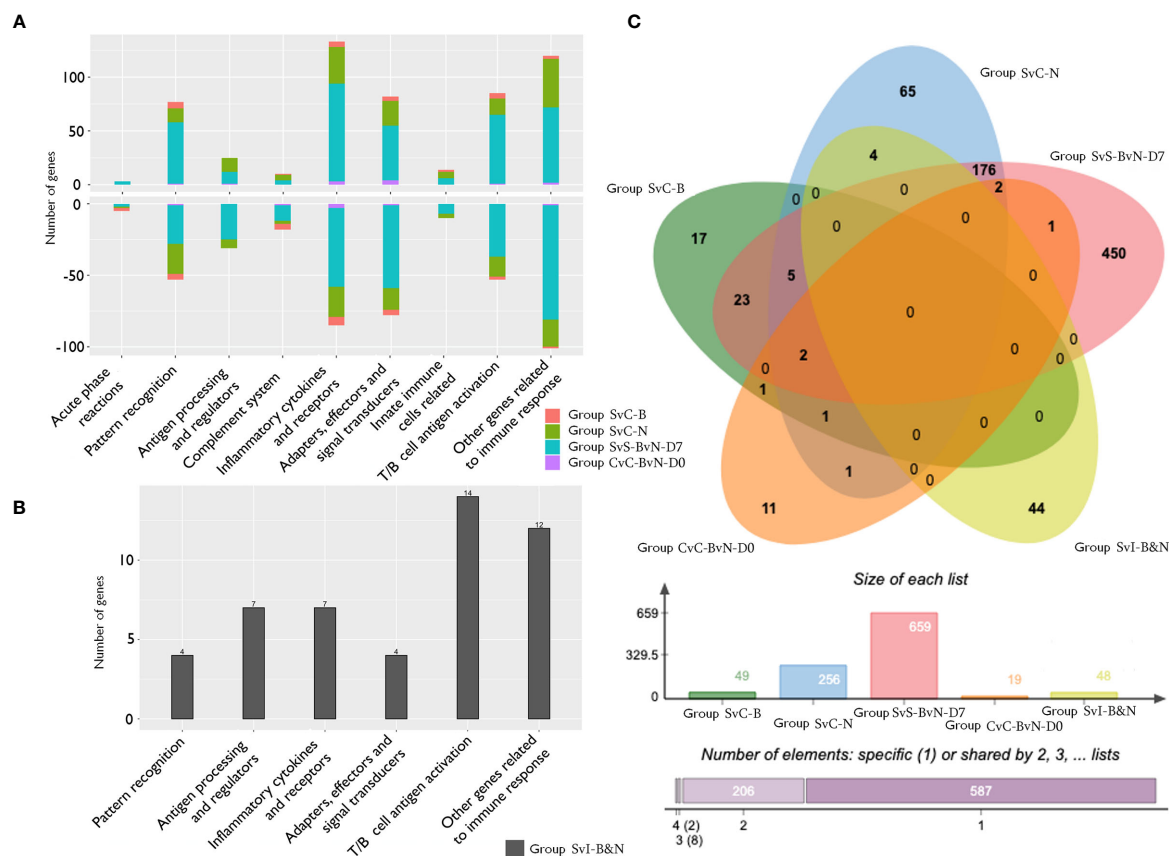 A
Number of genes
100
50
0
0
-50
-100
Acute phase
reactions
Pattern recognition
Antigen processing
and regulators
Complement system
Inflammatory cytokines
and receptors
Adapters, effectors and
signal transducers
Innate immune
cells related
T/B cell antigen activation
Other genes related
to immune response
Group SvC-B
Group SvC-N
Group SvS-BvN-D7
Group CvC-BvN-D0
B
Number of genes
10
5
0
4
7
7
4
14
12
Pattern recognition
Antigen processing
and regulators
Inflammatory cytokines
and receptors
Adapters, effectors and
signal transducers
T/B cell antigen activation
Other genes related
to immune response
Group SvI-B&N
C
Group SvC-N
65
Group SvS-BvN-D7
4
176
2
Group SvC-B
0
0
0
0
0
1
17
450
5
0
23
0
2
0
0
0
0
1
1
0
0
0
1
0
0
11
44
Group CvC-BvN-D0
Group SvI-B&N
Size of each list
659
329.5
0
49
256
659
19
48
Group SvC-B
Group SvC-N
Group SvS-BvN-D7
Group CvC-BvN-D0
Group SvI-B&N
Number of elements: specific (1) or shared by 2, 3, ... lists
206
587
4 (2)
3 (8)
2
1